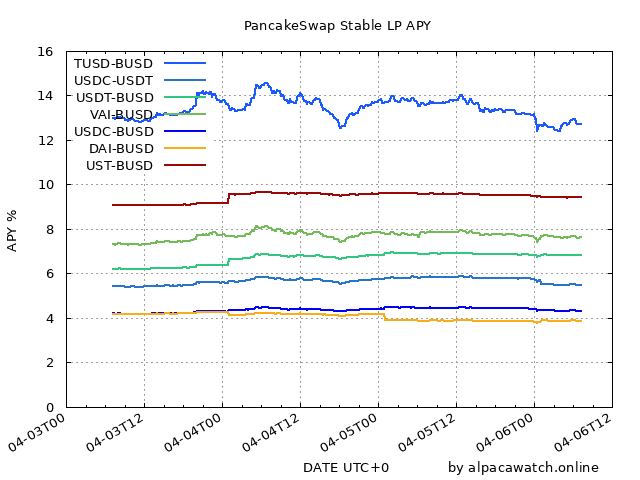 PancakeSwap Stable LP APY
APY %
16
14
12
10
8
6
4
2
0
TUSD-BUSD
USDC-USDT
USDT-BUSD
VAI-BUSD
USDC-BUSD
DAI-BUSD
UST-BUSD
04-03T00
04-03T12
04-04T00
04-04T12
04-05T00
04-05T12
04-06T00
04-06T12
DATE UTC+0
by alpacawatch.online